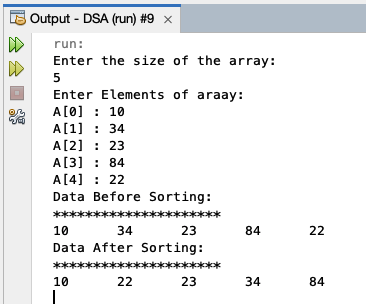 Output - DSA (run) #9 ×
run:
Enter the size of the array:
5
Enter Elements of araay:
A[0] : 10
A[1] : 34
A[2] : 23
A[3] : 84
A[4] : 22
Data Before Sorting:
*********************
10 34 23 84 22
Data After Sorting:
*********************
10 22 23 34 84